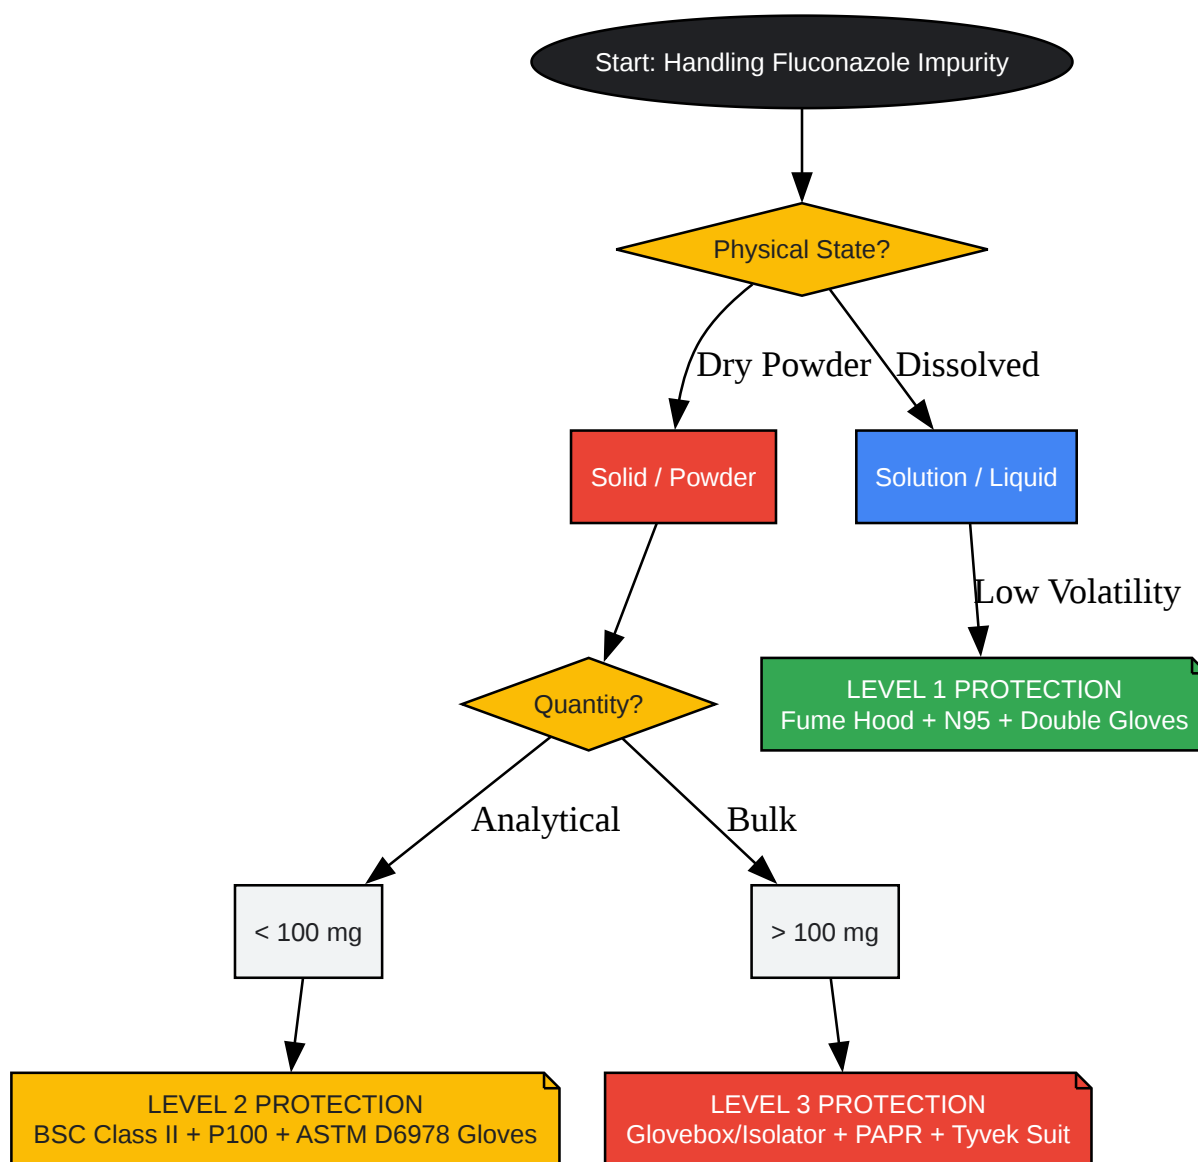 Start: Handling Fluconazole Impurity
Physical State?
Dry Powder
Dissolved
Solid / Powder
Solution / Liquid
Low Volatility
LEVEL 1 PROTECTION
Fume Hood + N95 + Double Gloves
Quantity?
Analytical
Bulk
< 100 mg
> 100 mg
LEVEL 2 PROTECTION
BSC Class II + P100 + ASTM D6978 Gloves
LEVEL 3 PROTECTION
Glovebox/Isolator + PAPR + Tyvek Suit